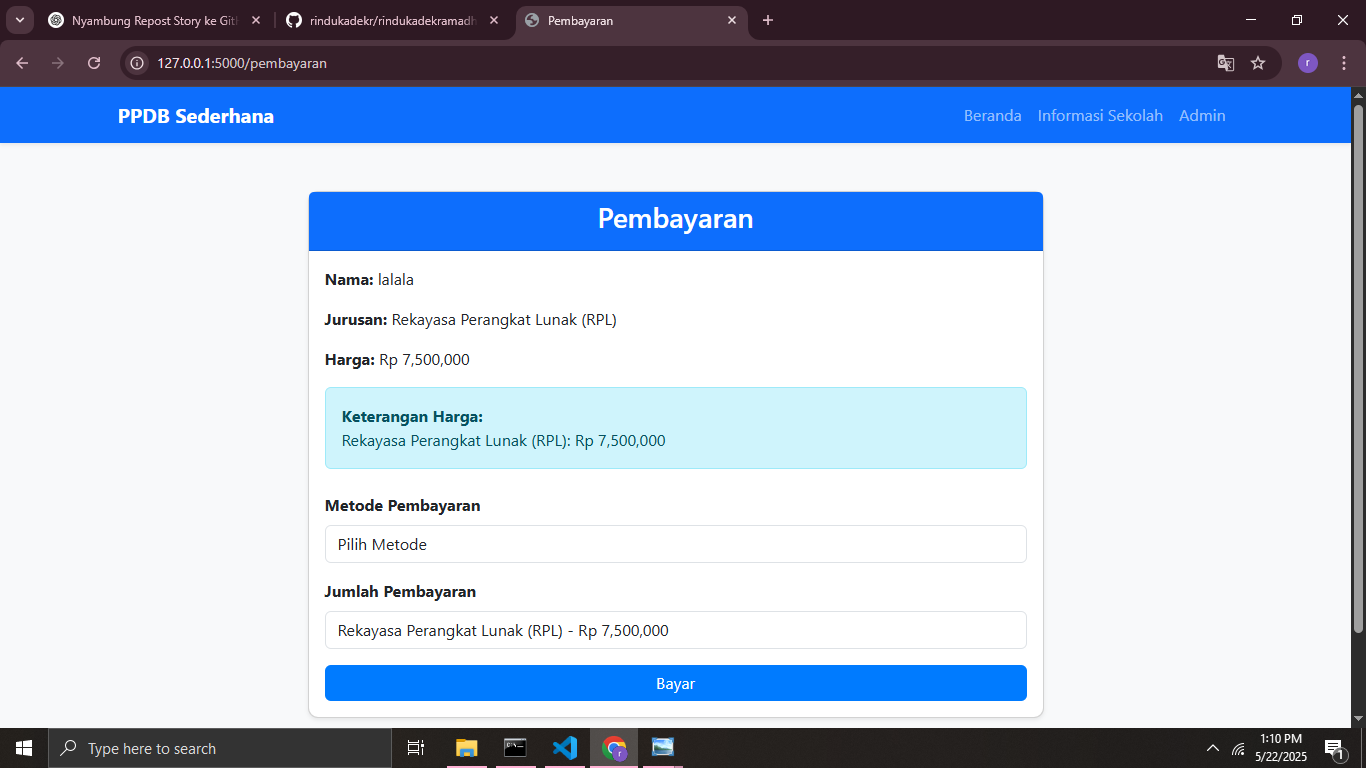 Nyambung Repost Story ke Gith
rindukadekr/rindukadekramadh
Pembayaran
127.0.0.1:5000/pembayaran
r
PPDB Sederhana
Beranda
Informasi Sekolah
Admin
Pembayaran
Nama: lalala
Jurusan: Rekayasa Perangkat Lunak (RPL)
Harga: Rp 7,500,000
Keterangan Harga:
Rekayasa Perangkat Lunak (RPL): Rp 7,500,000
Metode Pembayaran
Pilih Metode
Jumlah Pembayaran
Rekayasa Perangkat Lunak (RPL) - Rp 7,500,000
Bayar
Type here to search
r
1:10 PM
5/22/2025
1